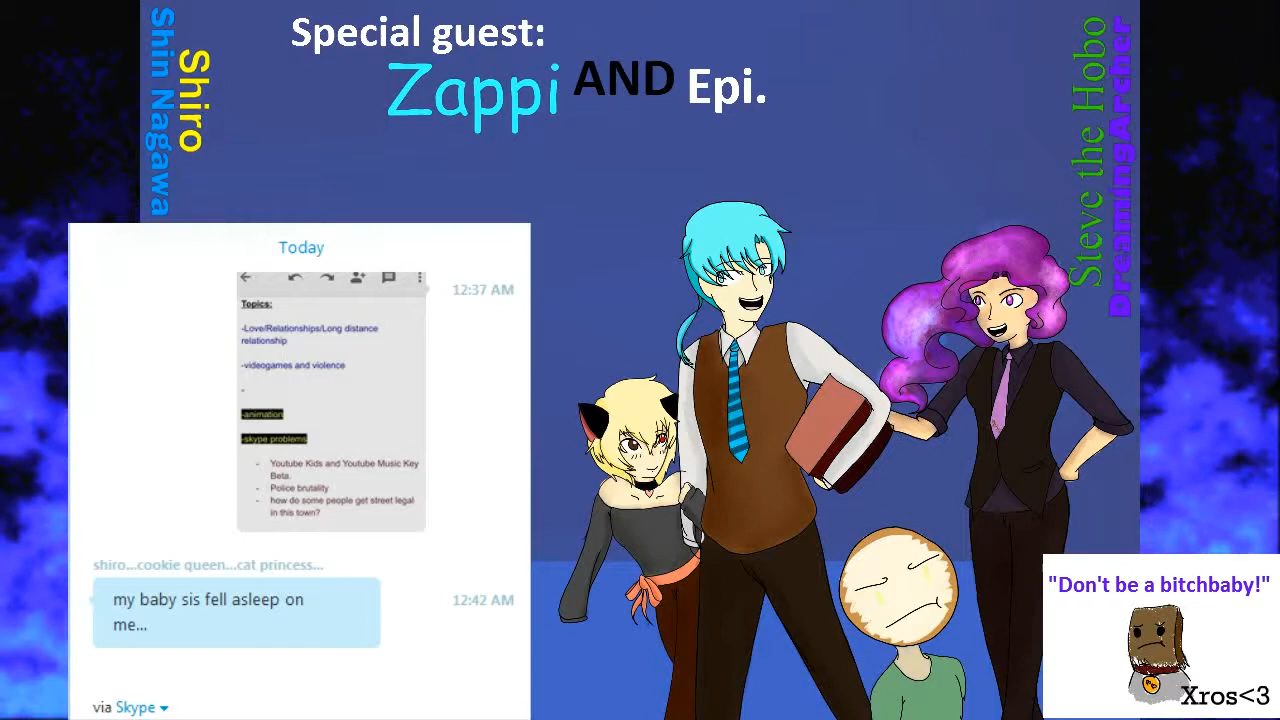 Special guest:
Zappi AND Epi.
Shiro
Shiin Nagawa
Steve the Hobo
DreamingArcher
Today
12:37 AM
Topics:
-Love/Relationships/Long distance
relationship
-videogames and violence
-
-animation
-skype problems
- Youtube Kids and Youtube Music Key
Beta.
- Police brutality
- how do some people get street legal
in this town?
shiro...cookie queen...cat princess...
my baby sis fell asleep on
me...
12:42 AM
via Skype
"Don't be a bitchbaby!"
Xros<3